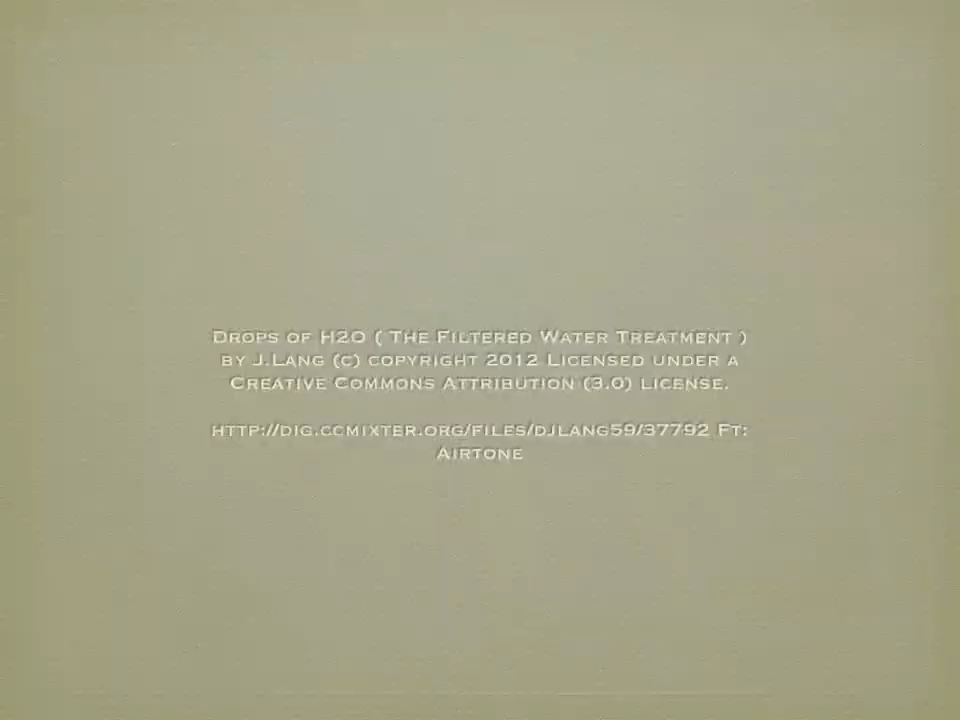 Drops of H2O ( The Filtered Water Treatment )
by J.Lang (c) copyright 2012 Licensed under a
Creative Commons Attribution (3.0) license.
http://dig.ccmixter.org/files/djlang59/37792 Ft:
Airtone